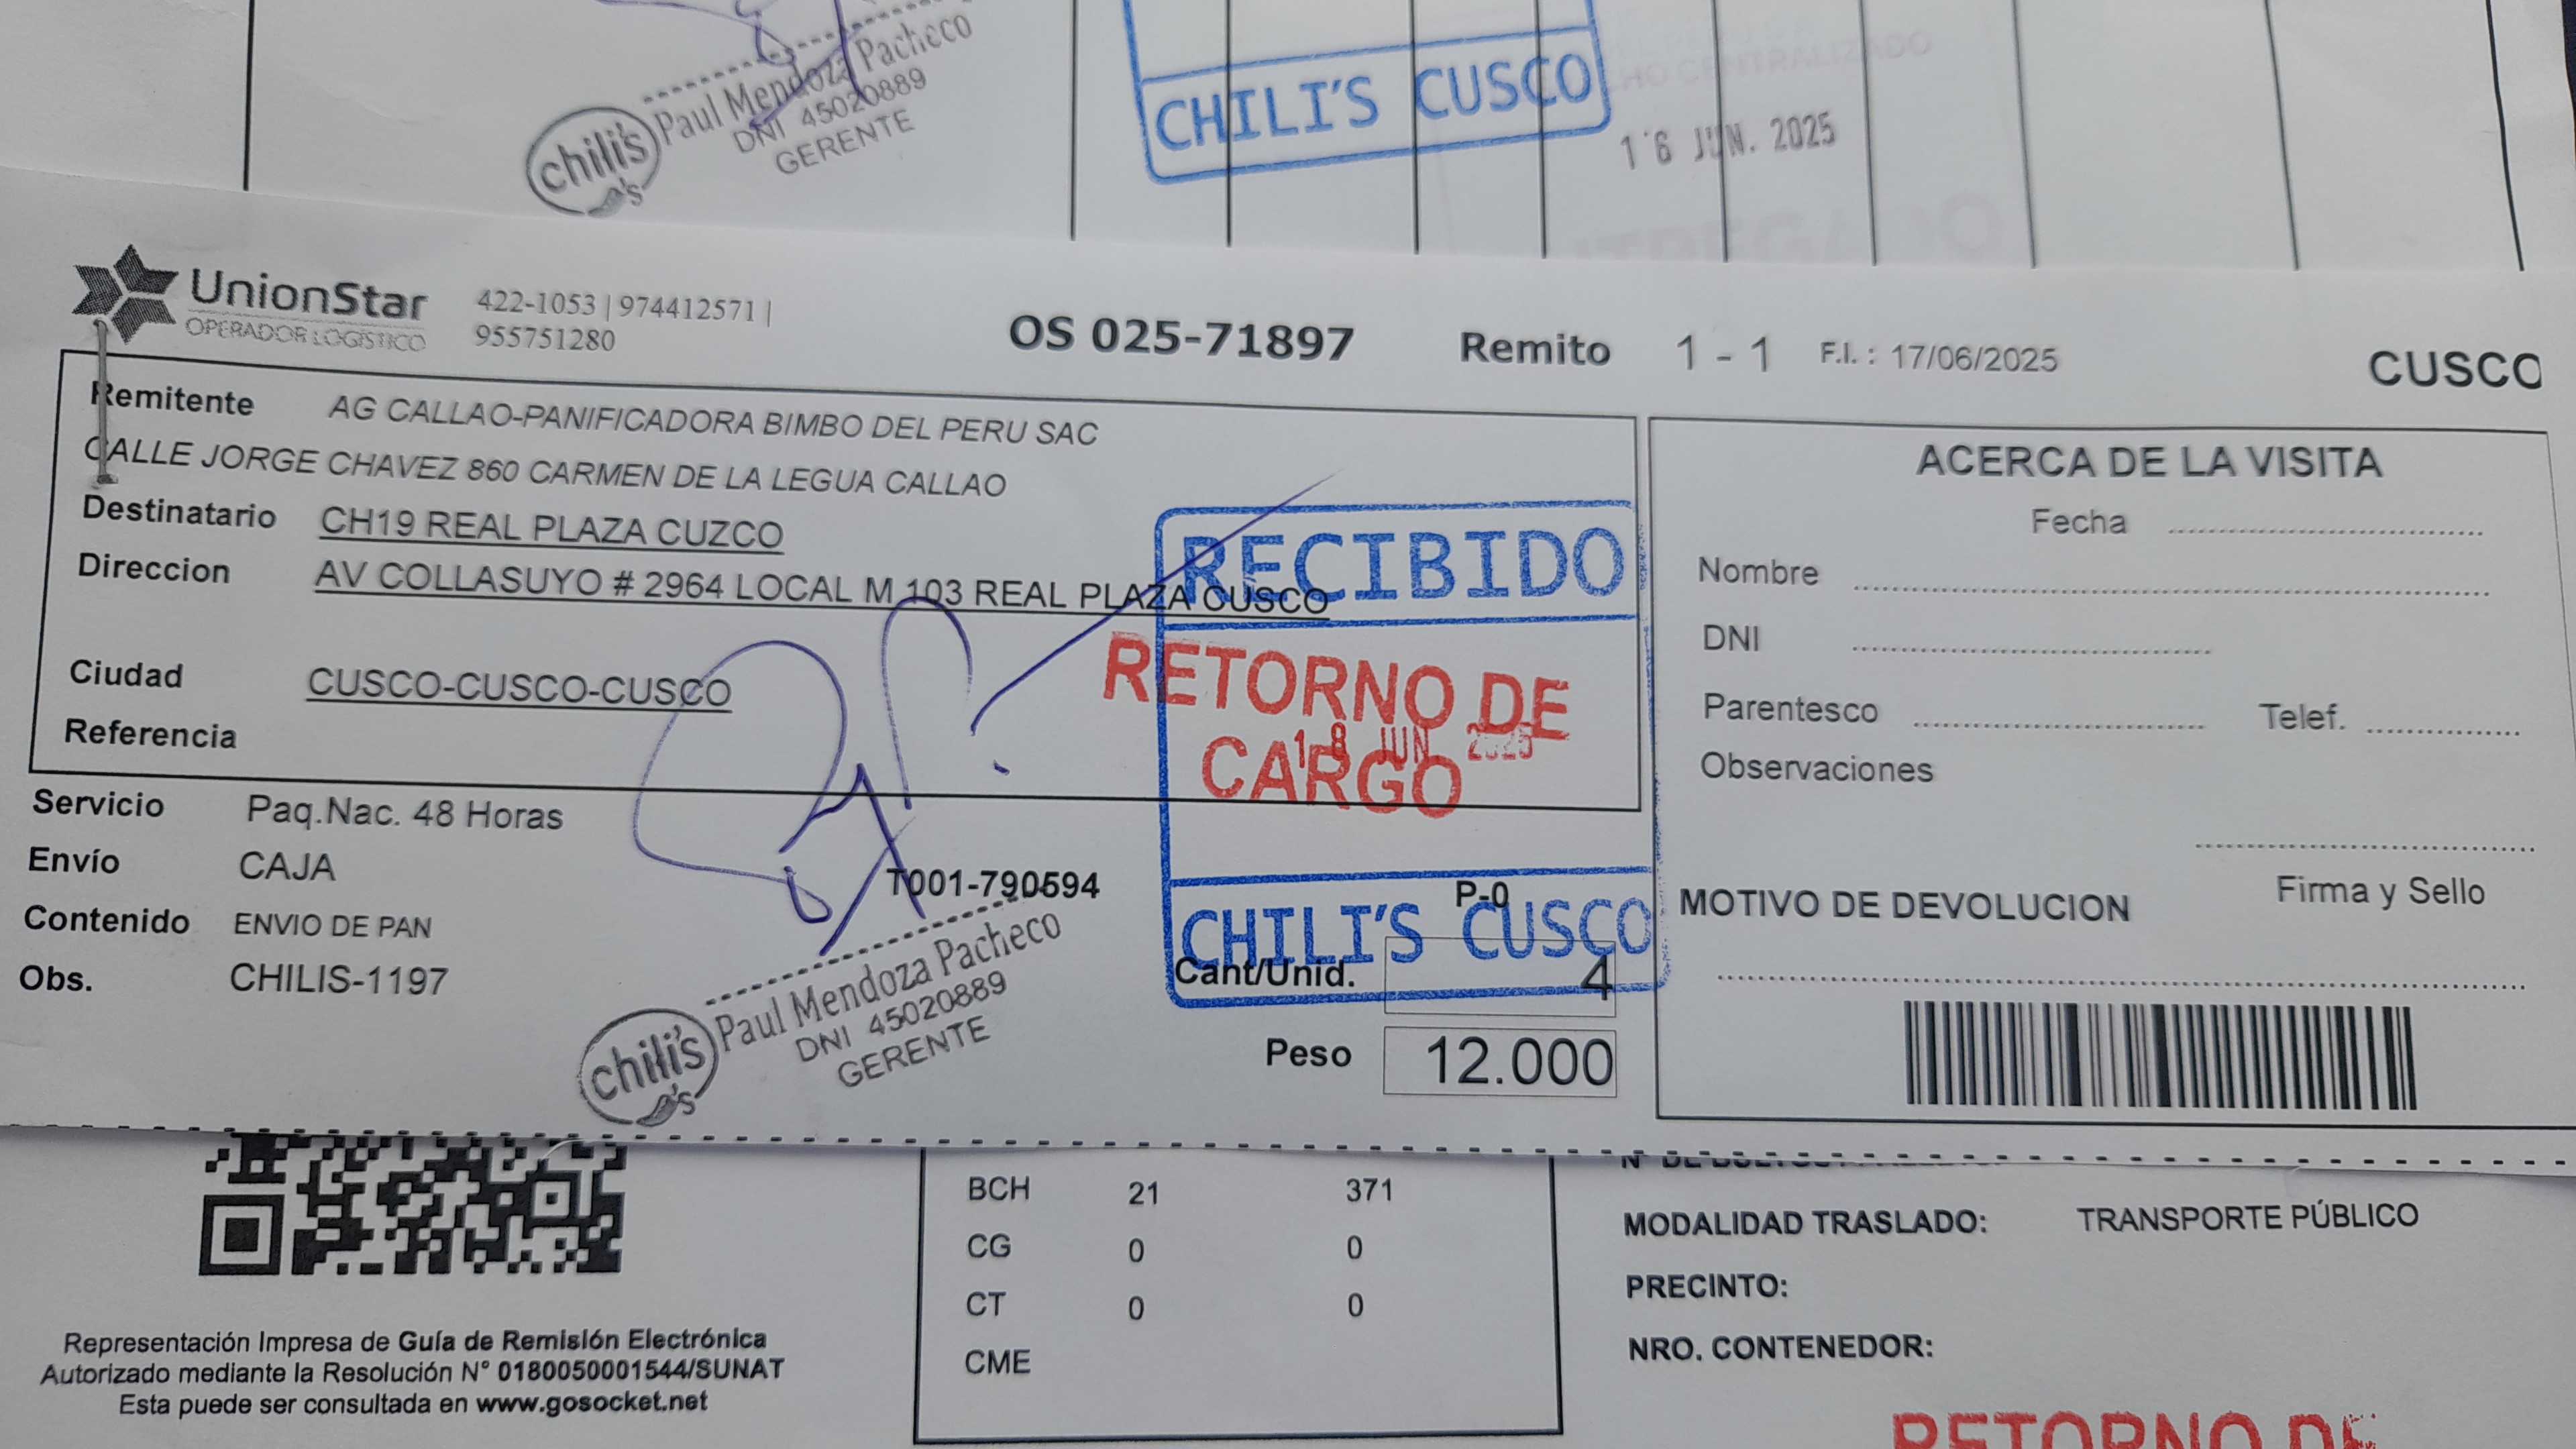 Paul Mendoza Pacheco
DNI 45020889
GERENTE
chili's
CHILI'S CUSCO
16 JUN. 2025
UnionStar
OPERADOR LOGÍSTICO
422-1053 | 974412571 |
955751280
OS 025-71897
Remito 1 - 1
F.I. : 17/06/2025
CUSCO
Remitente AG CALLAO-PANIFICADORA BIMBO DEL PERU SAC
CALLE JORGE CHAVEZ 860 CARMEN DE LA LEGUA CALLAO
Destinatario CH19 REAL PLAZA CUZCO
Direccion AV COLLASUYO # 2964 LOCAL M 103 REAL PLAZA CUSCO
Ciudad CUSCO-CUSCO-CUSCO
Referencia
RECIBIDO
RETORNO DE
CARGO
18 JUN 2025
CHILI'S CUSCO
Servicio Paq.Nac. 48 Horas
Envío CAJA
Contenido ENVIO DE PAN
Obs. CHILIS-1197
T001-790594
P-0
Cant/Unid. 4
Peso 12.000
Paul Mendoza Pacheco
DNI 45020889
GERENTE
chili's
ACERCA DE LA VISITA
Fecha
Nombre
DNI
Parentesco Telef.
Observaciones
Firma y Sello
MOTIVO DE DEVOLUCION
BCH 21 371
CG 0 0
CT 0 0
CME
MODALIDAD TRASLADO: TRANSPORTE PÚBLICO
PRECINTO:
NRO. CONTENEDOR:
RETORNO DE
Representación Impresa de Guía de Remisión Electrónica
Autorizado mediante la Resolución N° 0180050001544/SUNAT
Esta puede ser consultada en www.gosocket.net